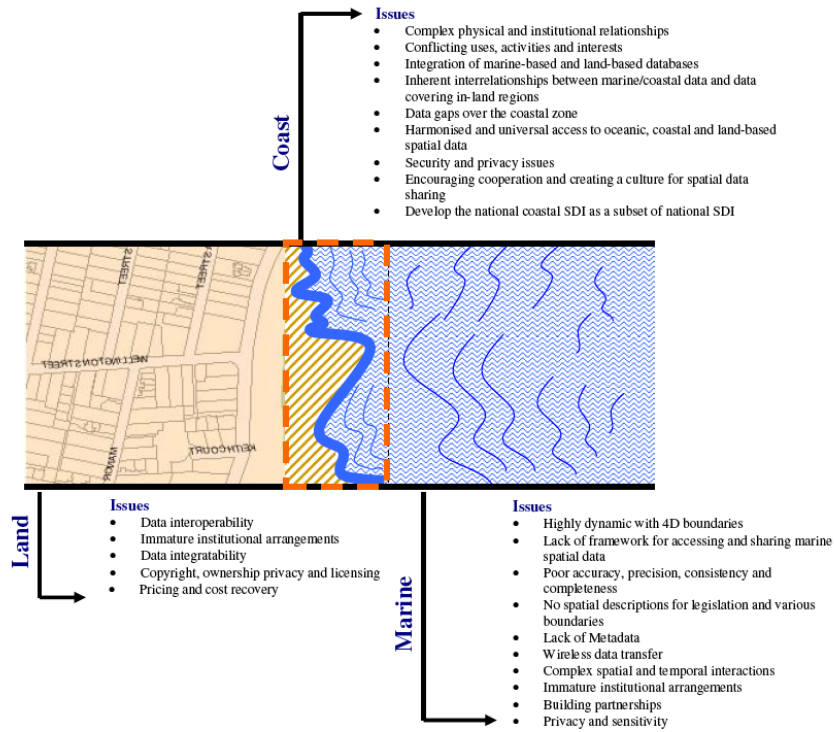 Issues
• Complex physical and institutional relationships
• Conflicting uses, activities and interests
• Integration of marine-based and land-based databases
• Inherent interrelationships between marine/coastal data and data
covering in-land regions
• Data gaps over the coastal zone
• Harmonised and universal access to oceanic, coastal and land-based
spatial data
• Security and privacy issues
• Encouraging cooperation and creating a culture for spatial data
sharing
• Develop the national coastal SDI as a subset of national SDI
Coast
STREET
STREET
WELLINGTON STREET
MANOR
KEITH COURT
Land
Issues
• Data interoperability
• Immature institutional arrangements
• Data integratability
• Copyright, ownership privacy and licensing
• Pricing and cost recovery
Marine
Issues
• Highly dynamic with 4D boundaries
• Lack of framework for accessing and sharing marine
spatial data
• Poor accuracy, precision, consistency and
completeness
• No spatial descriptions for legislation and various
boundaries
• Lack of Metadata
• Wireless data transfer
• Complex spatial and temporal interactions
• Immature institutional arrangements
• Building partnerships
• Privacy and sensitivity